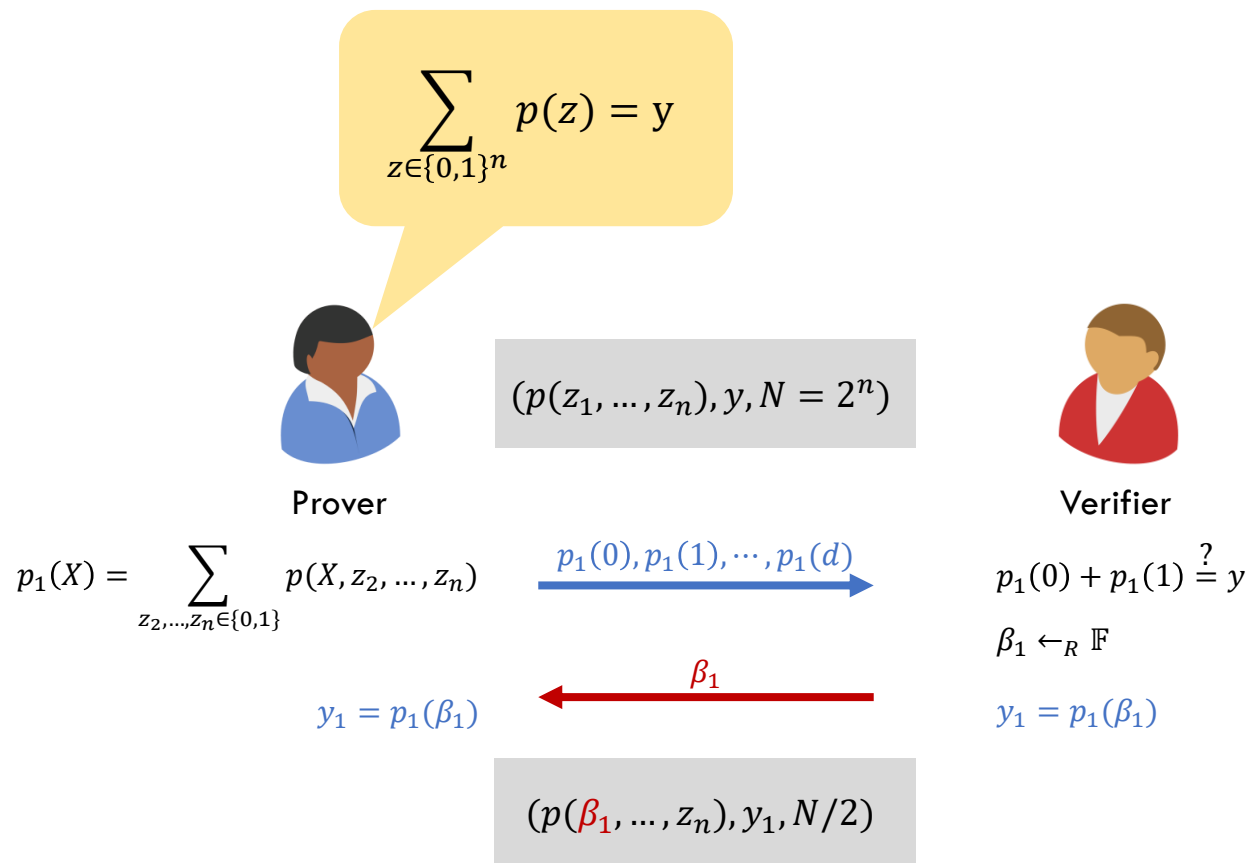 ∑_{z∈{0,1}^n} p(z) = y
(p(z_1, …, z_n), y, N = 2^n)
Prover
Verifier
p_1(X) = ∑_{z_2,…,z_n∈{0,1}} p(X, z_2, …, z_n)
p_1(0), p_1(1), ⋯, p_1(d)
p_1(0) + p_1(1) ≟ y
β_1 ←_R 𝔽
β_1
y_1 = p_1(β_1)
y_1 = p_1(β_1)
(p(β_1, …, z_n), y_1, N/2)